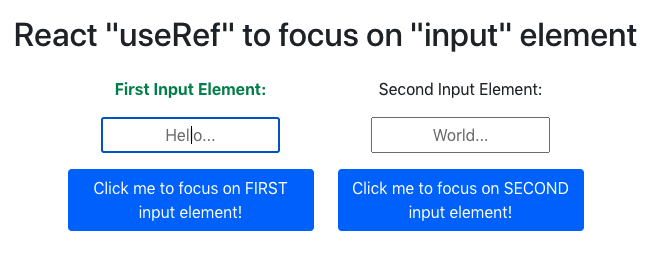 React "useRef" to focus on "input" element
First Input Element:
Second Input Element:
Hello...
World...
Click me to focus on FIRST
input element!
Click me to focus on SECOND
input element!